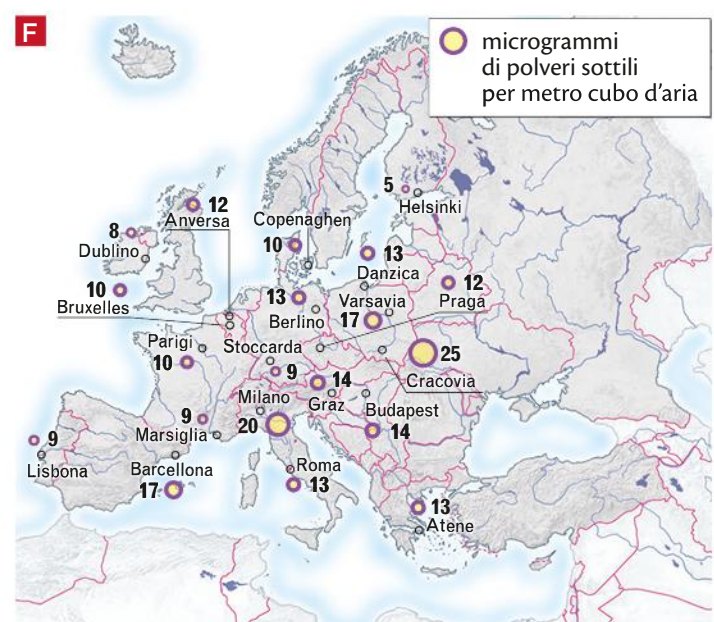 F
microgrammi
di polveri sottili
per metro cubo d'aria
5
Helsinki
12
Anversa
Copenaghen
8
10
13
Dublino
Danzica
10
13
12
Bruxelles
Varsavia
Praga
Berlino
17
Parigi
Stoccarda
10
9
25
14
Cracovia
Milano
Graz
9
Budapest
9
Marsiglia
20
14
Lisbona
Barcellona
Roma
17
13
13
Atene